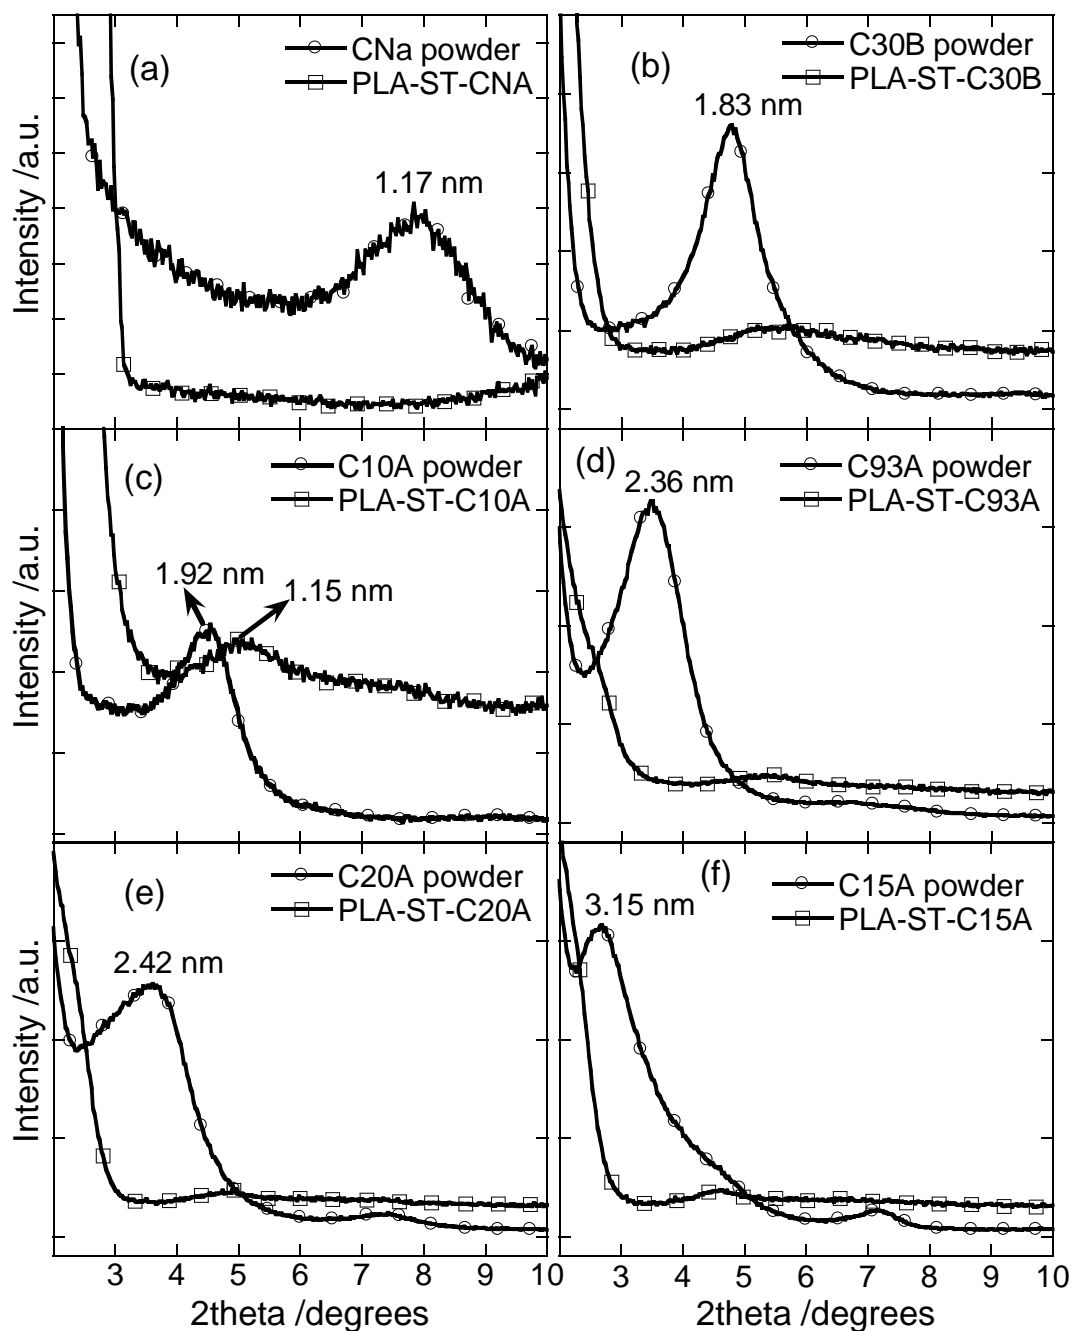 (a)
CNa powder
PLA-ST-CNA
1.17 nm
Intensity /a.u.
(b)
C30B powder
PLA-ST-C30B
1.83 nm
(c)
C10A powder
PLA-ST-C10A
1.92 nm
1.15 nm
Intensity /a.u.
(d)
C93A powder
PLA-ST-C93A
2.36 nm
(e)
C20A powder
PLA-ST-C20A
2.42 nm
Intensity /a.u.
3 4 5 6 7 8 9 10
2theta /degrees
(f)
C15A powder
PLA-ST-C15A
3.15 nm
3 4 5 6 7 8 9 10
2theta /degrees